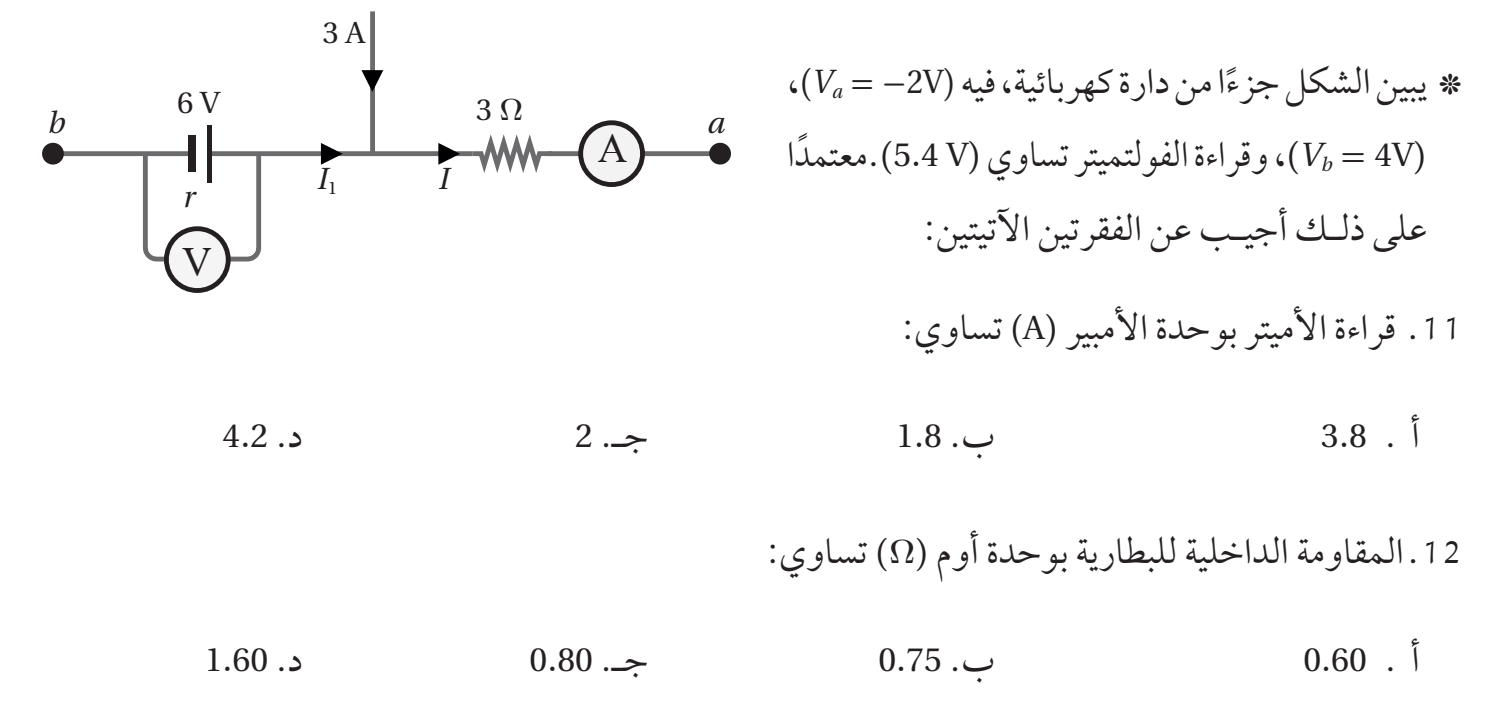 3 A
6 V
3 Ω
b
a
A
I₁
I
r
V
* يبين الشكل جزءًا من دارة كهربائية، فيه (Vₐ = −2V)،
(V_b = 4V)، وقراءة الفولتميتر تساوي (5.4 V). معتمدًا
على ذلك أجيب عن الفقرتين الآتيتين:
11. قراءة الأميتر بوحدة الأمبير (A) تساوي:
أ . 3.8 ب. 1.8 جـ. 2 د. 4.2
12. المقاومة الداخلية للبطارية بوحدة أوم (Ω) تساوي:
أ . 0.60 ب. 0.75 جـ. 0.80 د. 1.60